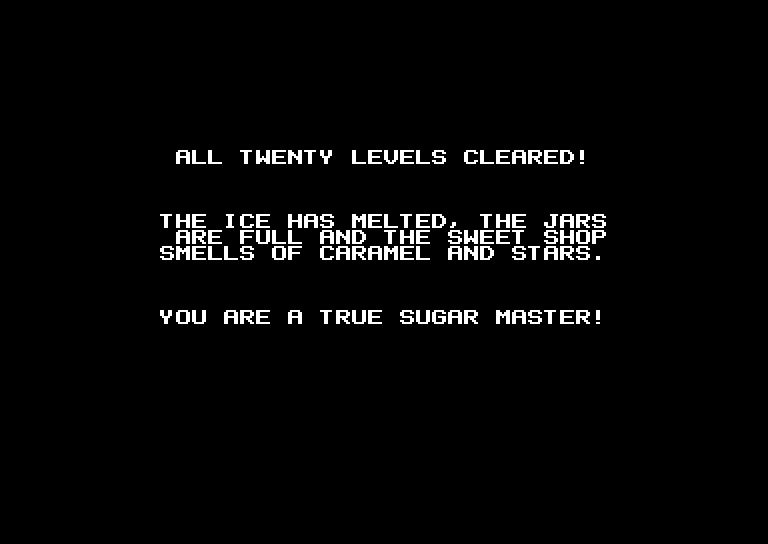 ALL TWENTY LEVELS CLEARED!
THE ICE HAS MELTED, THE JARS
ARE FULL AND THE SWEET SHOP
SMELLS OF CARAMEL AND STARS.
YOU ARE A TRUE SUGAR MASTER!